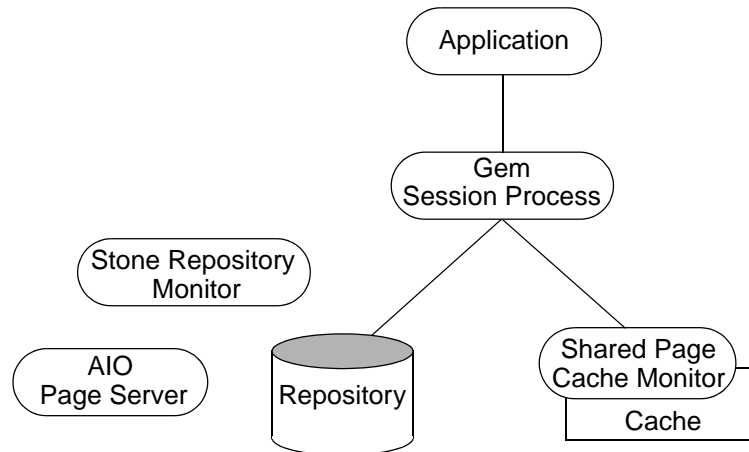 Application
Gem
Session Process
Stone Repository
Monitor
AIO
Page Server
Repository
Shared Page
Cache Monitor
Cache